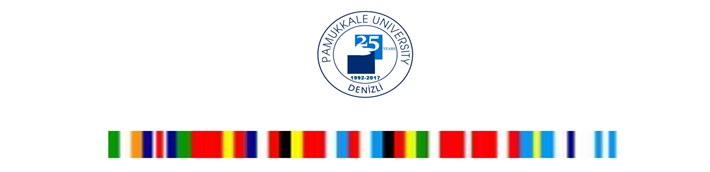 PAMUKKALE UNIVERSITY
25
YEARS
1992-2017
DENİZLİ